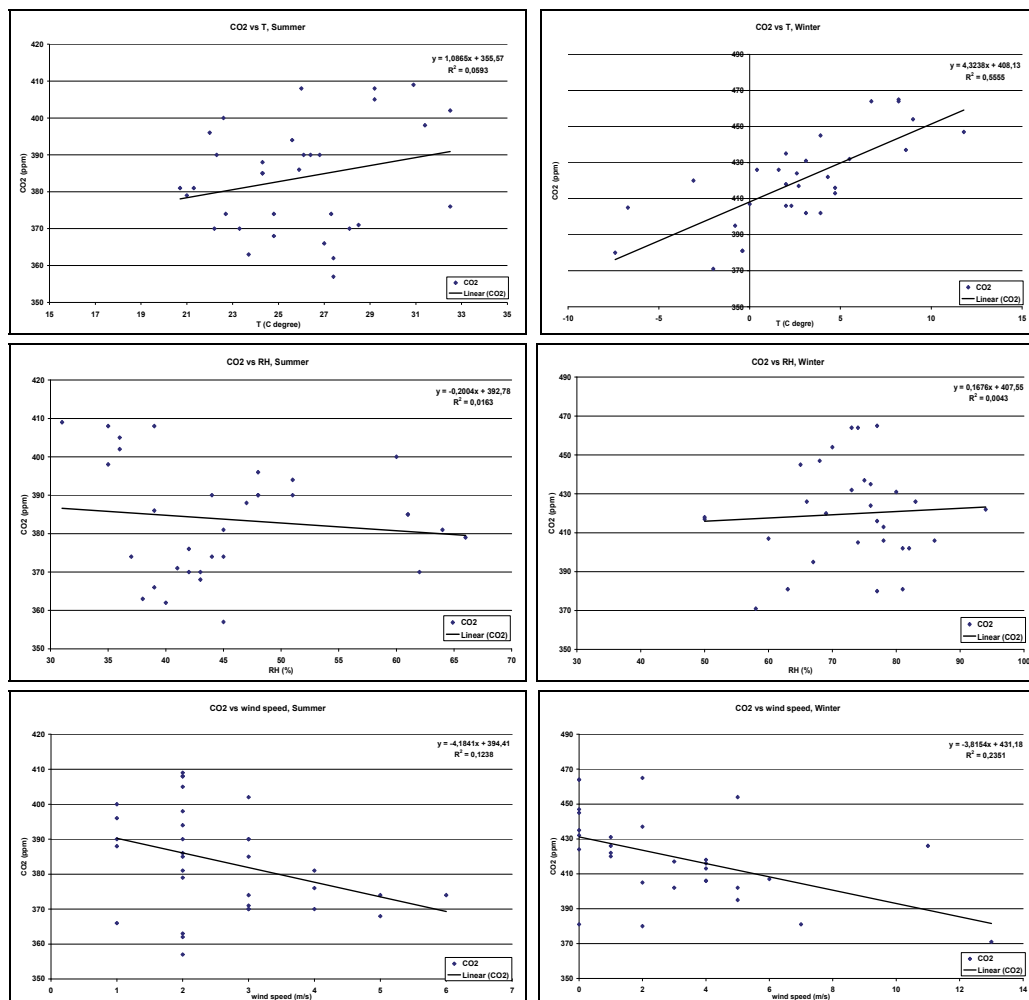 CO2 vs T, Summer
y = 1,0865x + 355,57
R² = 0,0593
CO2 (ppm)
420
410
400
390
380
370
360
350
15 17 19 21 23 25 27 29 31 33 35
T (C degree)
CO2
Linear (CO2)
CO2 vs T, Winter
y = 4,3238x + 408,13
R² = 0,5555
CO2 (ppm)
490
470
450
430
410
390
370
350
-10 -5 0 5 10 15
T (C degree)
CO2
Linear (CO2)
CO2 vs RH, Summer
y = -0,2004x + 392,78
R² = 0,0163
CO2 (ppm)
420
410
400
390
380
370
360
350
30 35 40 45 50 55 60 65 70
RH (%)
CO2
Linear (CO2)
CO2 vs RH, Winter
y = 0,1676x + 407,55
R² = 0,0043
CO2 (ppm)
490
470
450
430
410
390
370
350
30 40 50 60 70 80 90 100
RH (%)
CO2
Linear (CO2)
CO2 vs wind speed, Summer
y = -4,1841x + 394,41
R² = 0,1238
CO2 (ppm)
420
410
400
390
380
370
360
350
0 1 2 3 4 5 6 7
wind speed (m/s)
CO2
Linear (CO2)
CO2 vs wind speed, Winter
y = -3,8154x + 431,18
R² = 0,2351
CO2 (ppm)
490
470
450
430
410
390
370
350
0 2 4 6 8 10 12 14
wind speed (m/s)
CO2
Linear (CO2)